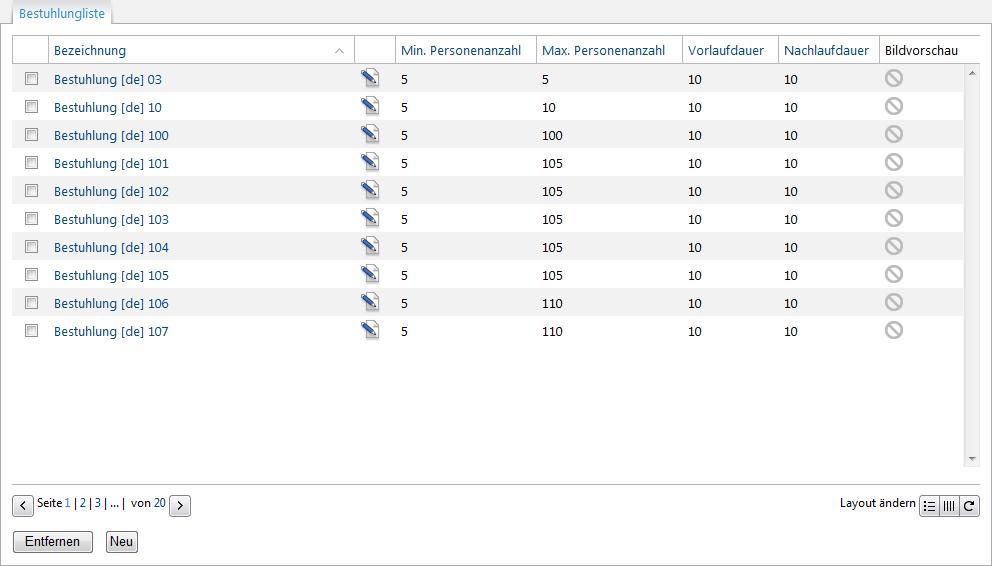 Bestuhlungliste
Bezeichnung Min. Personenanzahl Max. Personenanzahl Vorlaufdauer Nachlaufdauer Bildvorschau
Bestuhlung [de] 03 5 5 10 10
Bestuhlung [de] 10 5 10 10 10
Bestuhlung [de] 100 5 100 10 10
Bestuhlung [de] 101 5 105 10 10
Bestuhlung [de] 102 5 105 10 10
Bestuhlung [de] 103 5 105 10 10
Bestuhlung [de] 104 5 105 10 10
Bestuhlung [de] 105 5 105 10 10
Bestuhlung [de] 106 5 110 10 10
Bestuhlung [de] 107 5 110 10 10
Seite 1 | 2 | 3 | ... | von 20 Layout ändern
Entfernen Neu